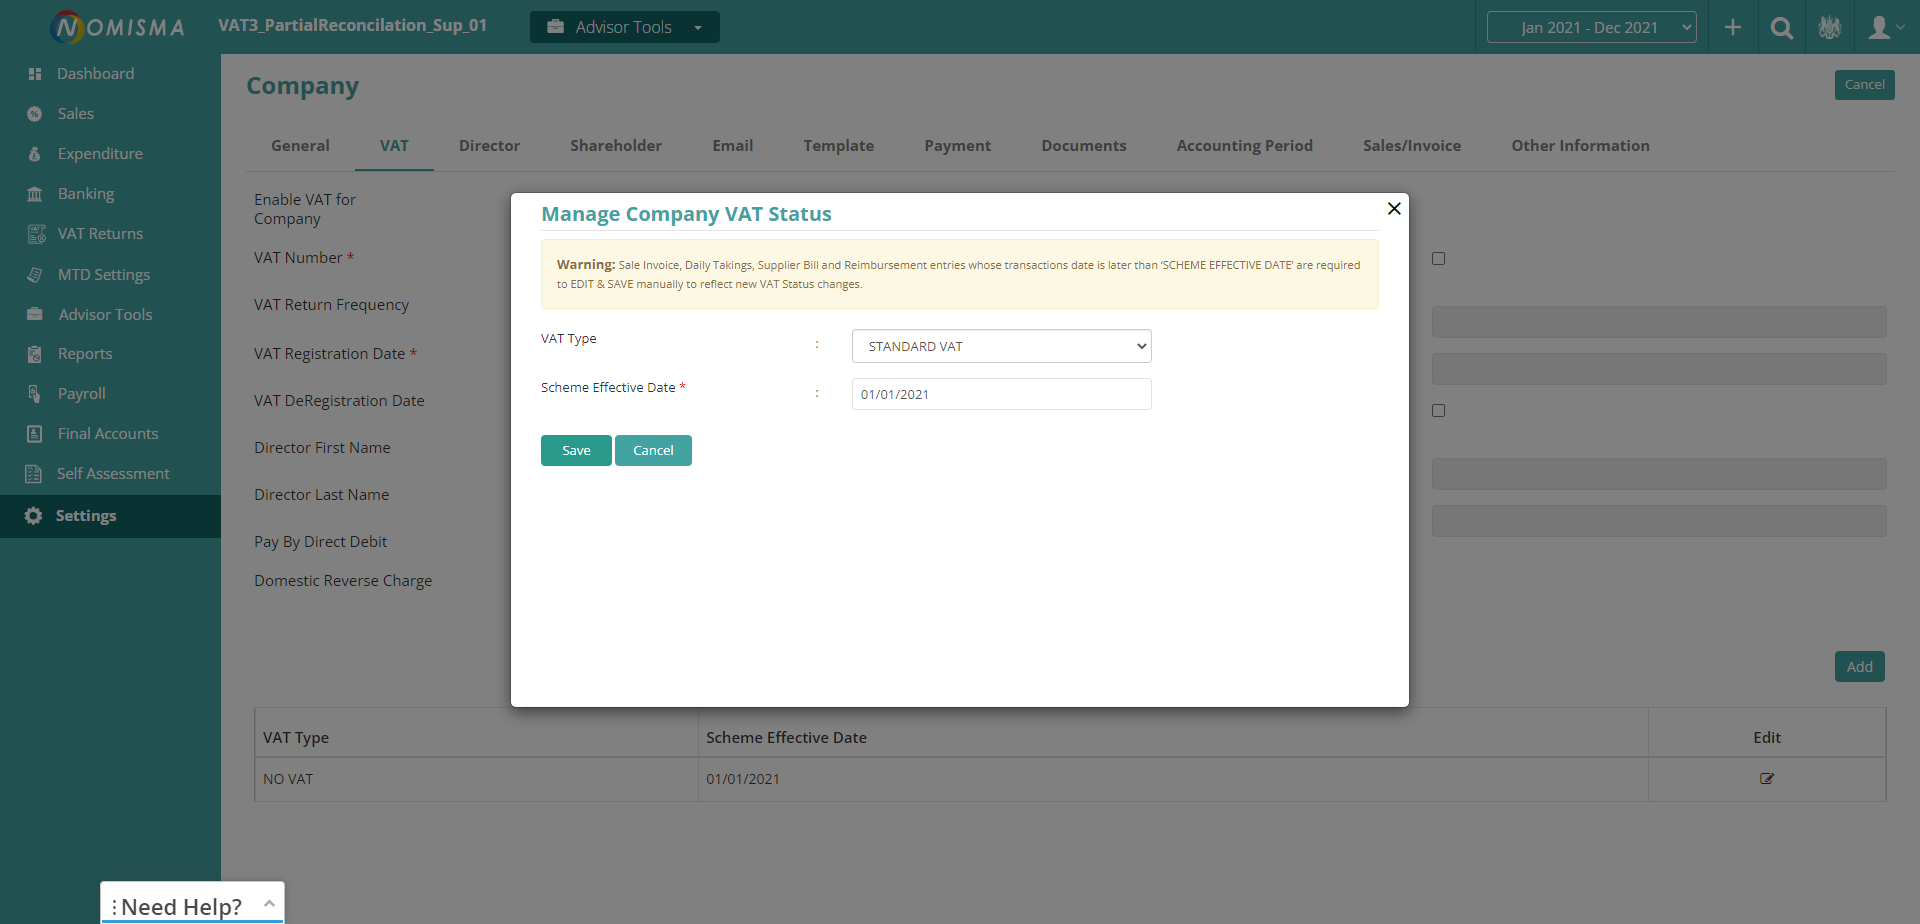 NOMISMA
VAT3_PartialReconcilation_Sup_01
Advisor Tools
Jan 2021 - Dec 2021
Dashboard
Sales
Expenditure
Banking
VAT Returns
MTD Settings
Advisor Tools
Reports
Payroll
Final Accounts
Self Assessment
Settings
Company
Cancel
General
VAT
Director
Shareholder
Email
Template
Payment
Documents
Accounting Period
Sales/Invoice
Other Information
Enable VAT for
Company
VAT Number *
VAT Return Frequency
VAT Registration Date *
VAT DeRegistration Date
Director First Name
Director Last Name
Pay By Direct Debit
Domestic Reverse Charge
Manage Company VAT Status
Warning: Sale Invoice, Daily Takings, Supplier Bill and Reimbursement entries whose transactions date is later than 'SCHEME EFFECTIVE DATE' are required
to EDIT & SAVE manually to reflect new VAT Status changes.
VAT Type : STANDARD VAT
Scheme Effective Date * : 01/01/2021
Save
Cancel
Add
VAT Type Scheme Effective Date Edit
NO VAT 01/01/2021
Need Help?